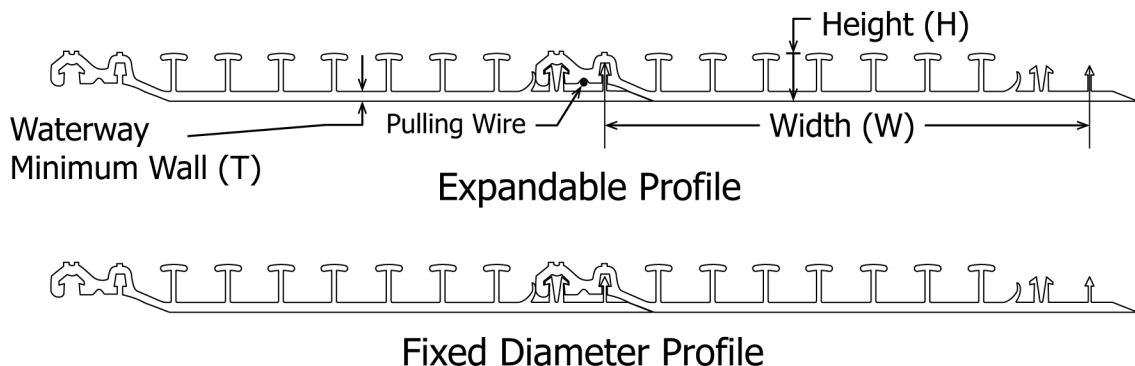 Height (H)
Waterway
Minimum Wall (T)
Pulling Wire
Width (W)
Expandable Profile
Fixed Diameter Profile